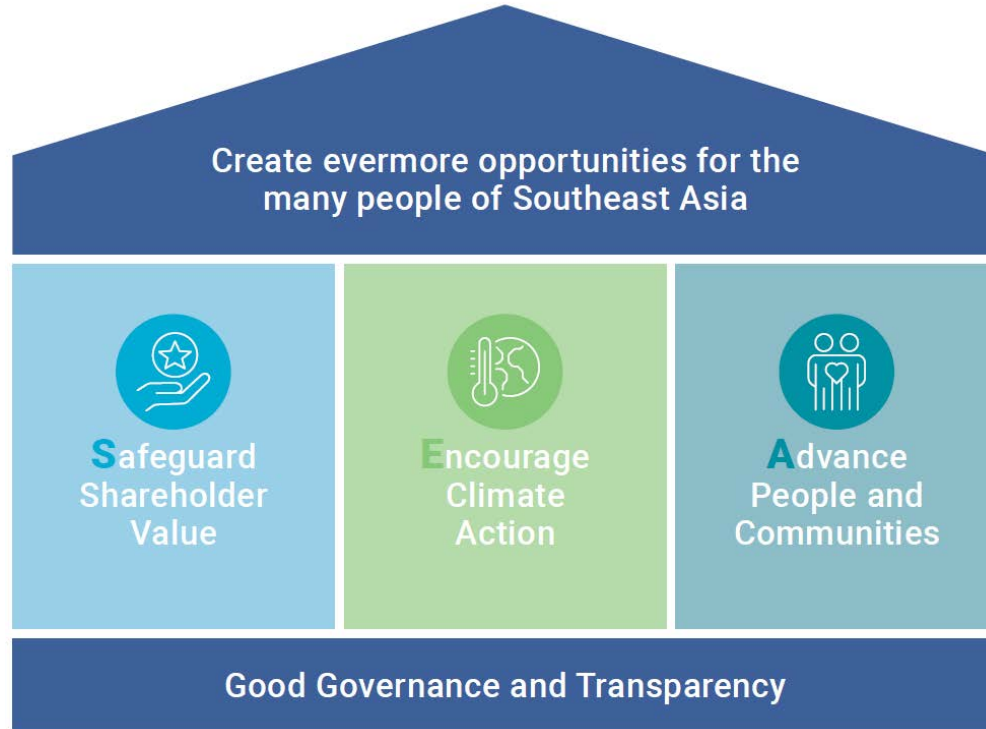 Create evermore opportunities for the
many people of Southeast Asia
Safeguard
Shareholder
Value
Encourage
Climate
Action
Advance
People and
Communities
Good Governance and Transparency